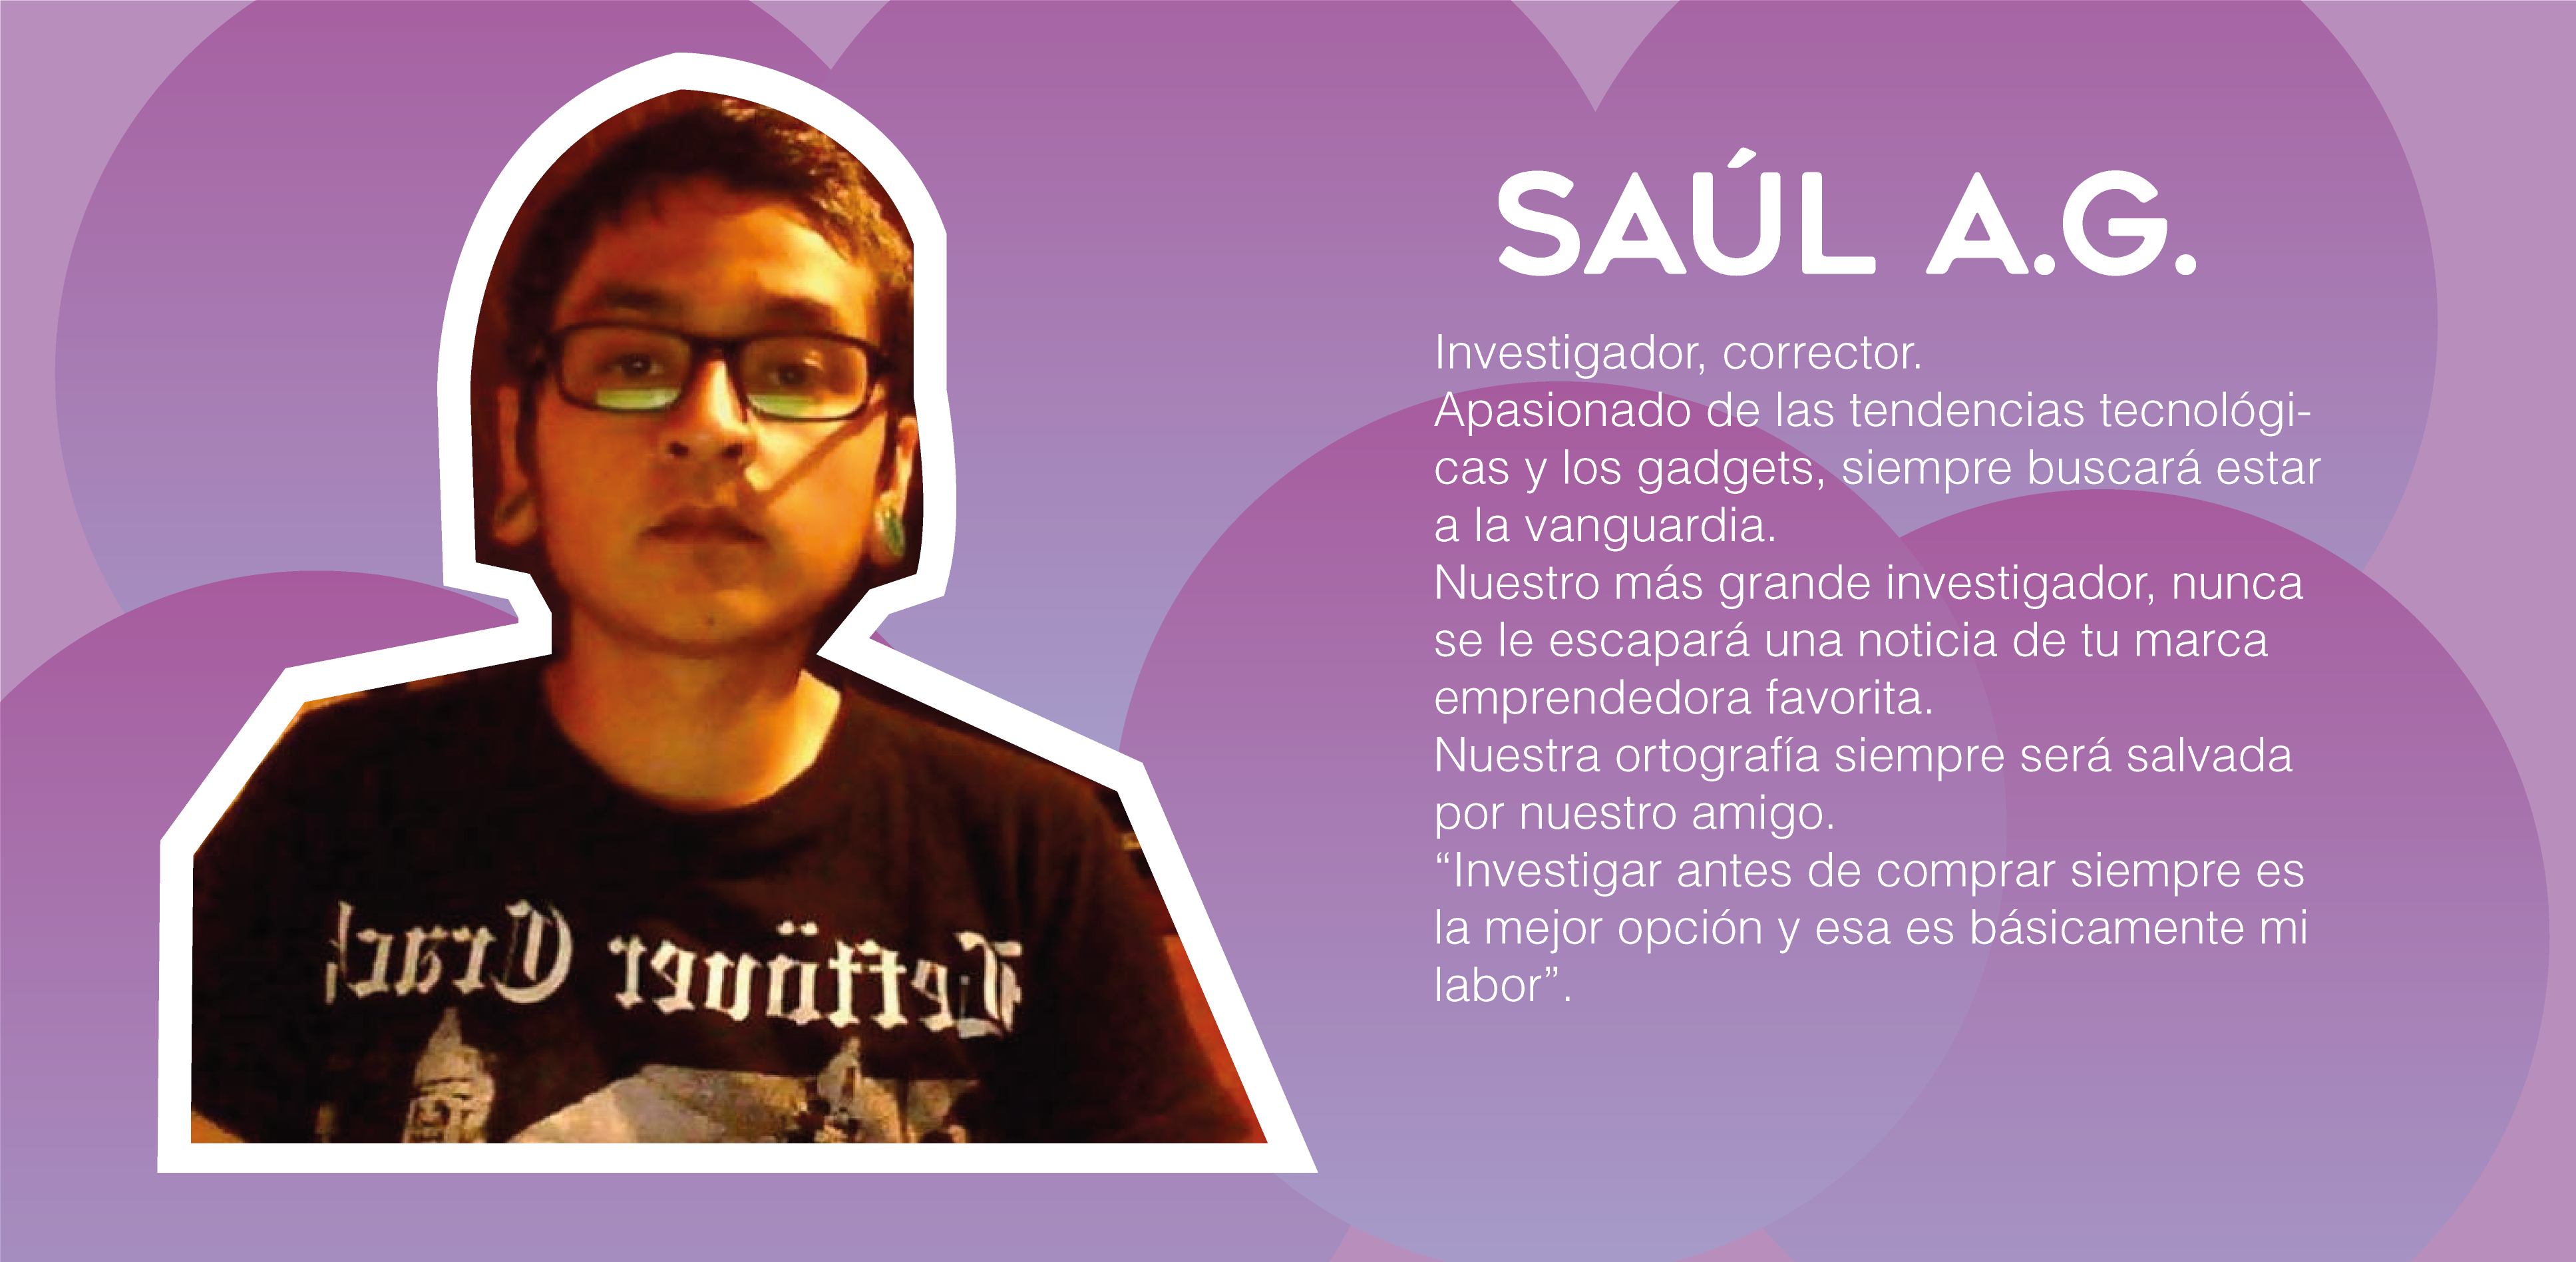 SAÚL A.G.
Investigador, corrector.
Apasionado de las tendencias tecnológi-
cas y los gadgets, siempre buscará estar
a la vanguardia.
Nuestro más grande investigador, nunca
se le escapará una noticia de tu marca
emprendedora favorita.
Nuestra ortografía siempre será salvada
por nuestro amigo.
“Investigar antes de comprar siempre es
la mejor opción y esa es básicamente mi
labor”.
Leftöver Crac